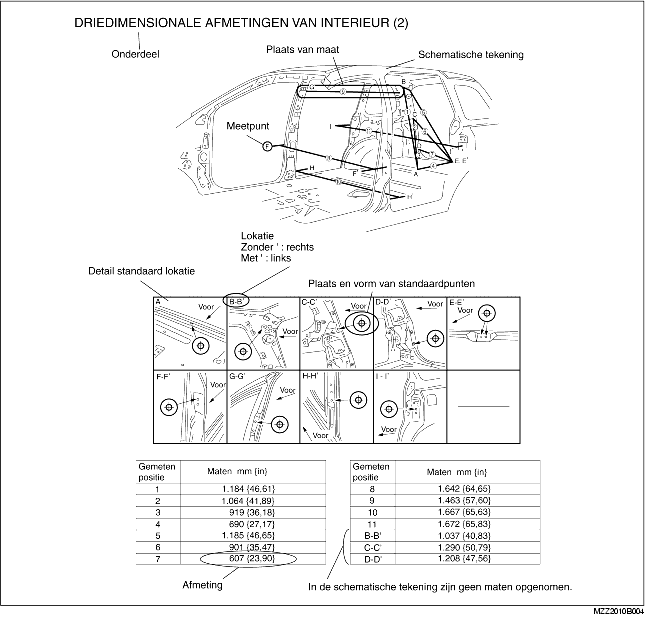 DRIEDIMENSIONALE AFMETINGEN VAN INTERIEUR (2)
Onderdeel
Plaats van maat
Schematische tekening
Meetpunt
G
B
C
I
F
E E'
A
H
F'
H'
Lokatie
Zonder ' : rechts
Met ' : links
Detail standaard lokatie
Plaats en vorm van standaardpunten
A Voor
B-B' Voor
C-C' Voor
D-D' Voor
E-E' Voor
F-F' Voor
G-G' Voor
H-H' Voor
I - I' Voor
Gemeten positie Maten mm {in}
1 1.184 {46,61}
2 1.064 {41,89}
3 919 {36,18}
4 690 {27,17}
5 1.185 {46,65}
6 901 {35,47}
7 607 {23,90}
Gemeten positie Maten mm {in}
8 1.642 {64,65}
9 1.463 {57,60}
10 1.667 {65,63}
11 1.672 {65,83}
B-B' 1.037 {40,83}
C-C' 1.290 {50,79}
D-D' 1.208 {47,56}
Afmeting
In de schematische tekening zijn geen maten opgenomen.
MZZ2010B004